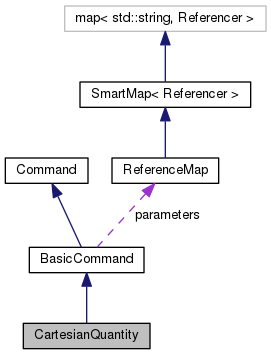 map< std::string, Referencer >
SmartMap< Referencer >
Command
ReferenceMap
parameters
BasicCommand
CartesianQuantity